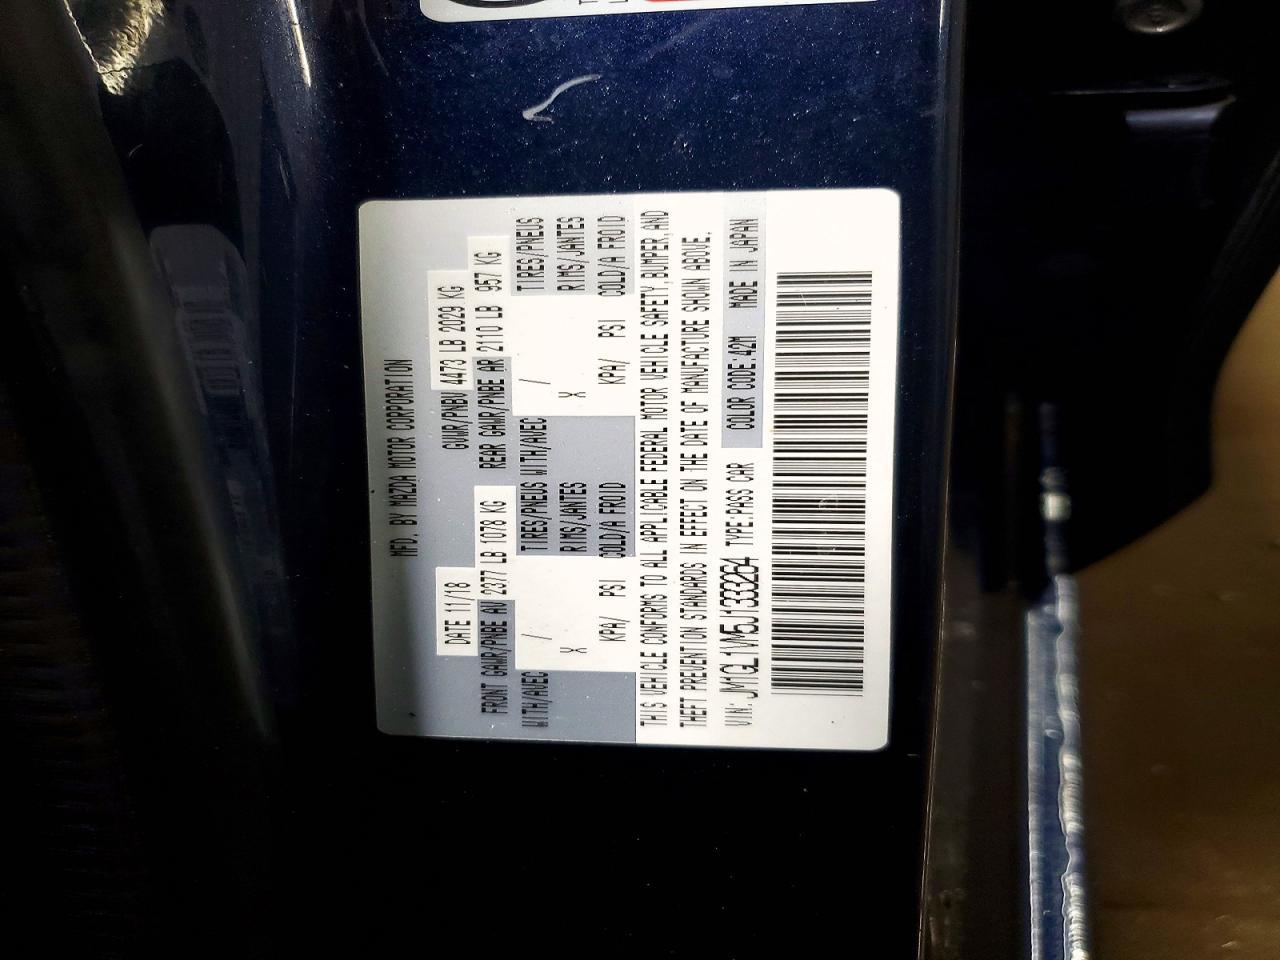 MFD. BY MAZDA MOTOR CORPORATION
DATE 11/18 GVWR/PNBV 4473 LB 2029 KG
FRONT GAWR/PNBE AV 2377 LB 1078 KG REAR GAWR/PNBE AR 2110 LB 957 KG
WITH/AVEC / TIRES/PNEUS WITH/AVEC / TIRES/PNEUS
X RIMS/JANTES X RIMS/JANTES
KPA/ PSI COLD/A FROID KPA/ PSI COLD/A FROID
THIS VEHICLE CONFORMS TO ALL APPLICABLE FEDERAL MOTOR VEHICLE SAFETY, BUMPER, AND
THEFT PREVENTION STANDARDS IN EFFECT ON THE DATE OF MANUFACTURE SHOWN ABOVE.
VIN: JM1GL1VM5J1333264 TYPE:PASS CAR COLOR CODE:42M MADE IN JAPAN